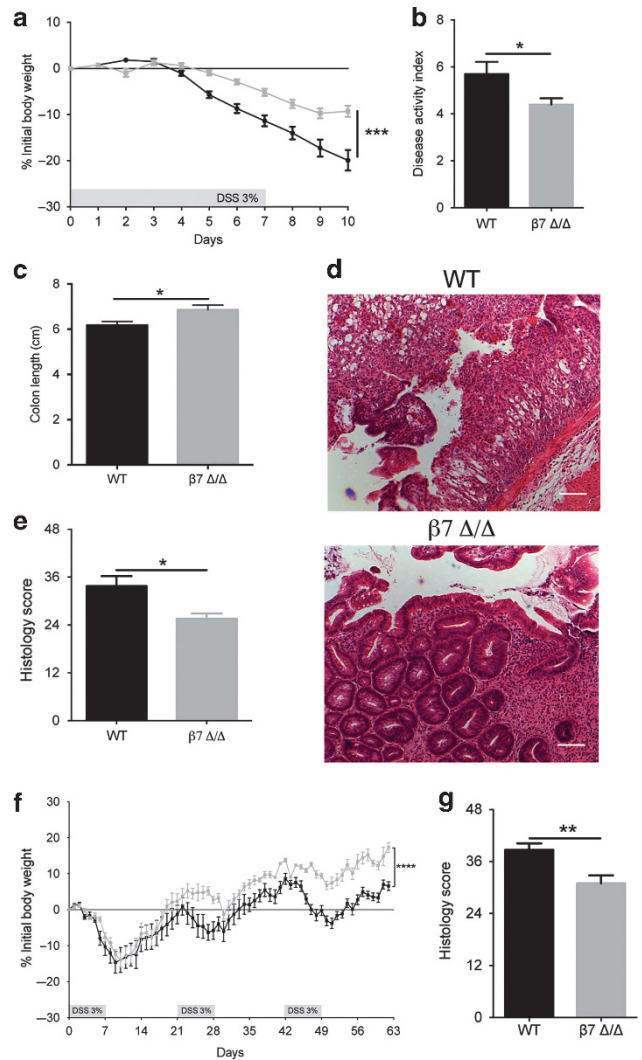 a
% Initial body weight
10
0
–10
–20
–30
0 1 2 3 4 5 6 7 8 9 10
Days
DSS 3%
***
b
Disease activity index
8
6
4
2
0
*
WT β7 Δ/Δ
c
Colon length (cm)
8
6
4
2
0
*
WT β7 Δ/Δ
d
WT
β7 Δ/Δ
e
Histology score
48
36
24
12
0
*
WT β7 Δ/Δ
f
% Initial body weight
30
20
10
0
–10
–20
–30
DSS 3% DSS 3% DSS 3%
0 7 14 21 28 35 42 49 56 63
Days
****
g
Histology score
48
36
24
12
0
**
WT β7 Δ/Δ